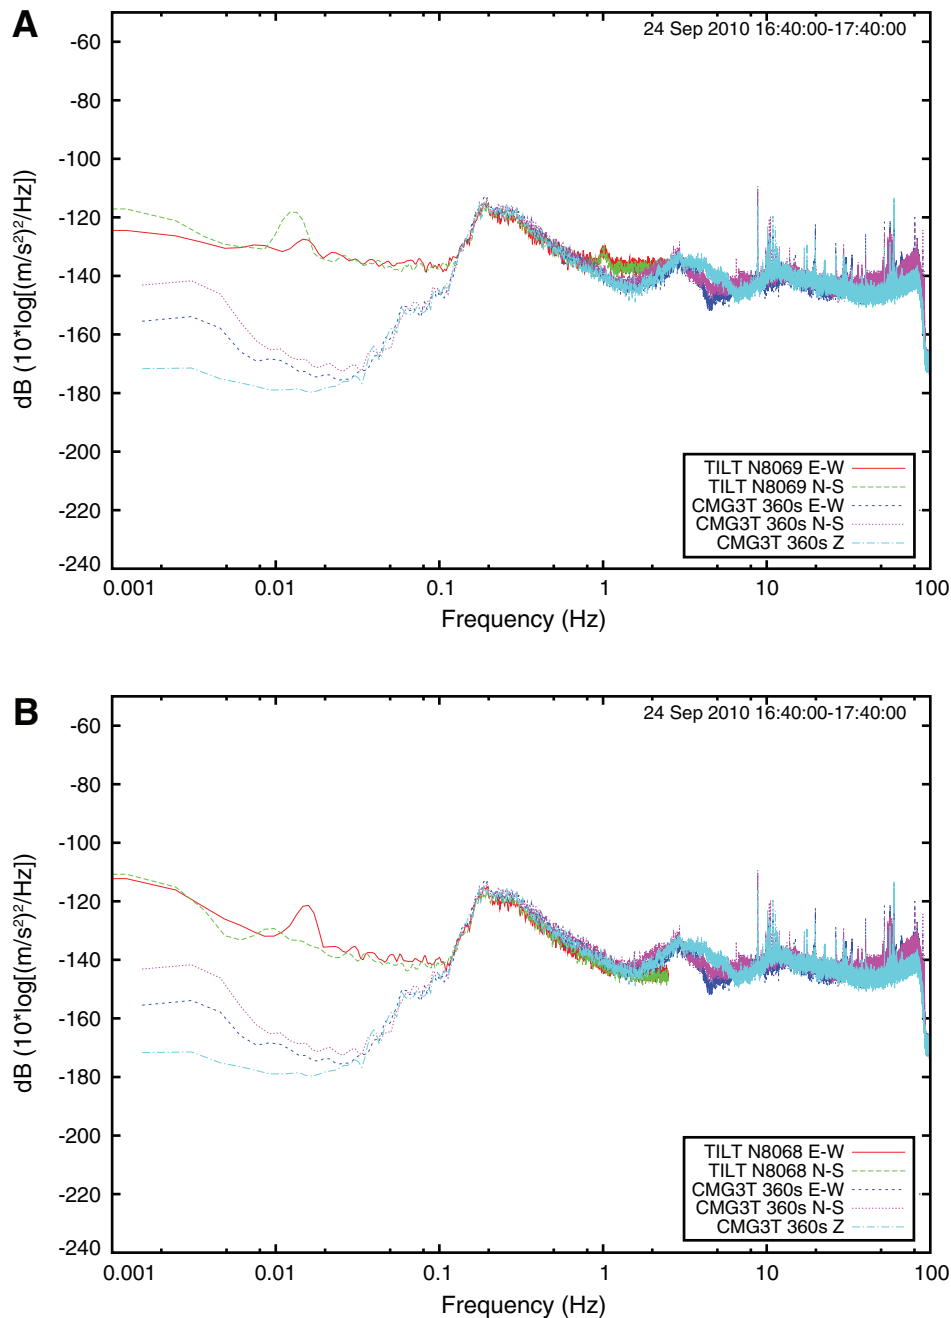 A
24 Sep 2010 16:40:00-17:40:00
dB (10*log[(m/s²)²/Hz])
-60
-80
-100
-120
-140
-160
-180
-200
-220
-240
TILT N8069 E-W
TILT N8069 N-S
CMG3T 360s E-W
CMG3T 360s N-S
CMG3T 360s Z
0.001 0.01 0.1 1 10 100
Frequency (Hz)
B
24 Sep 2010 16:40:00-17:40:00
dB (10*log[(m/s²)²/Hz])
-60
-80
-100
-120
-140
-160
-180
-200
-220
-240
TILT N8068 E-W
TILT N8068 N-S
CMG3T 360s E-W
CMG3T 360s N-S
CMG3T 360s Z
0.001 0.01 0.1 1 10 100
Frequency (Hz)